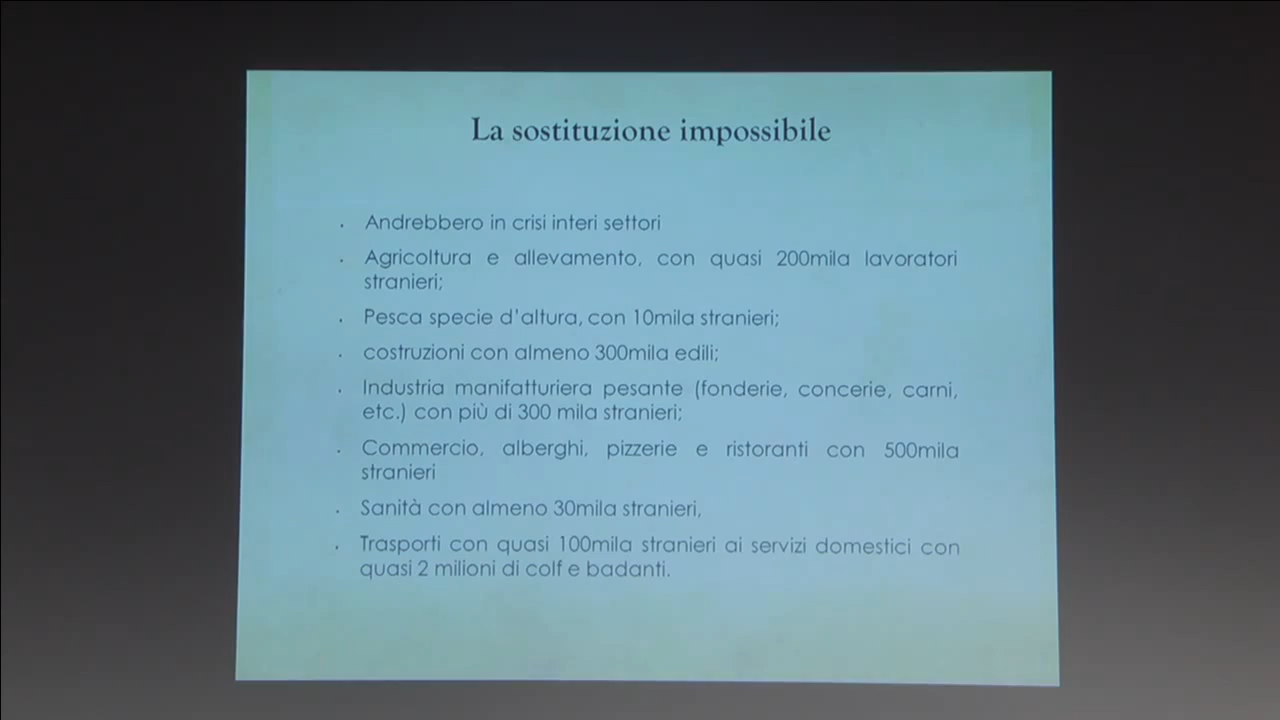 La sostituzione impossibile
Andrebbero in crisi interi settori
Agricoltura e allevamento, con quasi 200mila lavoratori
stranieri;
Pesca specie d'altura, con 10mila stranieri;
costruzioni con almeno 300mila edili;
Industria manifatturiera pesante (fonderie, concerie, carni,
etc.) con più di 300 mila stranieri;
Commercio, alberghi, pizzerie e ristoranti con 500mila
stranieri
Sanità con almeno 30mila stranieri,
Trasporti con quasi 100mila stranieri ai servizi domestici con
quasi 2 milioni di colf e badanti.